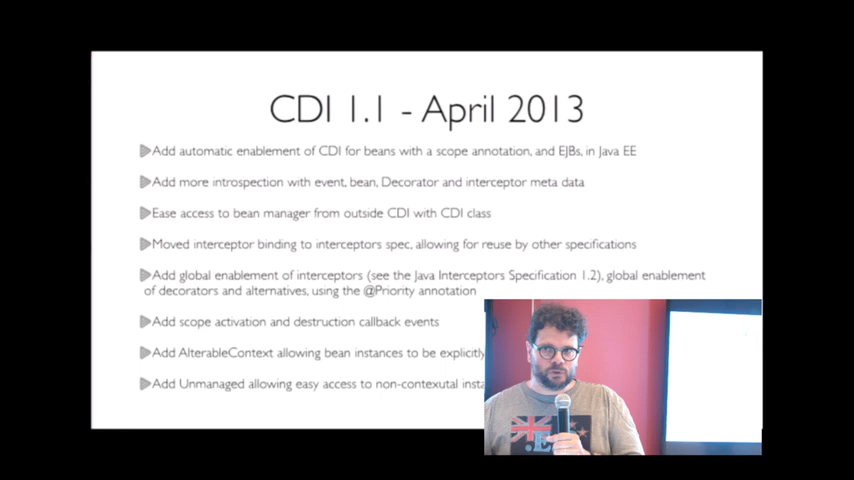 CDI 1.1 - April 2013
Add automatic enablement of CDI for beans with a scope annotation, and EJBs, in Java EE
Add more introspection with event, bean, Decorator and interceptor meta data
Ease access to bean manager from outside CDI with CDI class
Moved interceptor binding to interceptors spec, allowing for reuse by other specifications
Add global enablement of interceptors (see the Java Interceptors Specification 1.2), global enablement
of decorators and alternatives, using the @Priority annotation
Add scope activation and destruction callback events
Add AlterableContext allowing bean instances to be explicitly
Add Unmanaged allowing easy access to non-contexutal insta